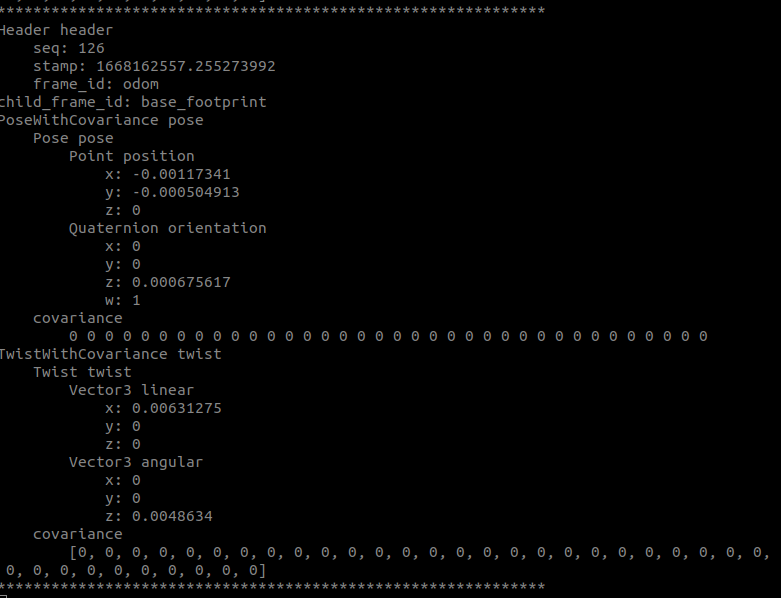 *************************************************************
Header header
    seq: 126
    stamp: 1668162557.255273992
    frame_id: odom
child_frame_id: base_footprint
PoseWithCovariance pose
    Pose pose
        Point position
            x: -0.00117341
            y: -0.000504913
            z: 0
        Quaternion orientation
            x: 0
            y: 0
            z: 0.000675617
            w: 1
    covariance
        0 0 0 0 0 0 0 0 0 0 0 0 0 0 0 0 0 0 0 0 0 0 0 0 0 0 0 0 0 0 0 0 0 0 0 0
TwistWithCovariance twist
    Twist twist
        Vector3 linear
            x: 0.00631275
            y: 0
            z: 0
        Vector3 angular
            x: 0
            y: 0
            z: 0.0048634
    covariance
        [0, 0, 0, 0, 0, 0, 0, 0, 0, 0, 0, 0, 0, 0, 0, 0, 0, 0, 0, 0, 0, 0, 0, 0, 0, 0,
 0, 0, 0, 0, 0, 0, 0, 0, 0, 0]
*************************************************************